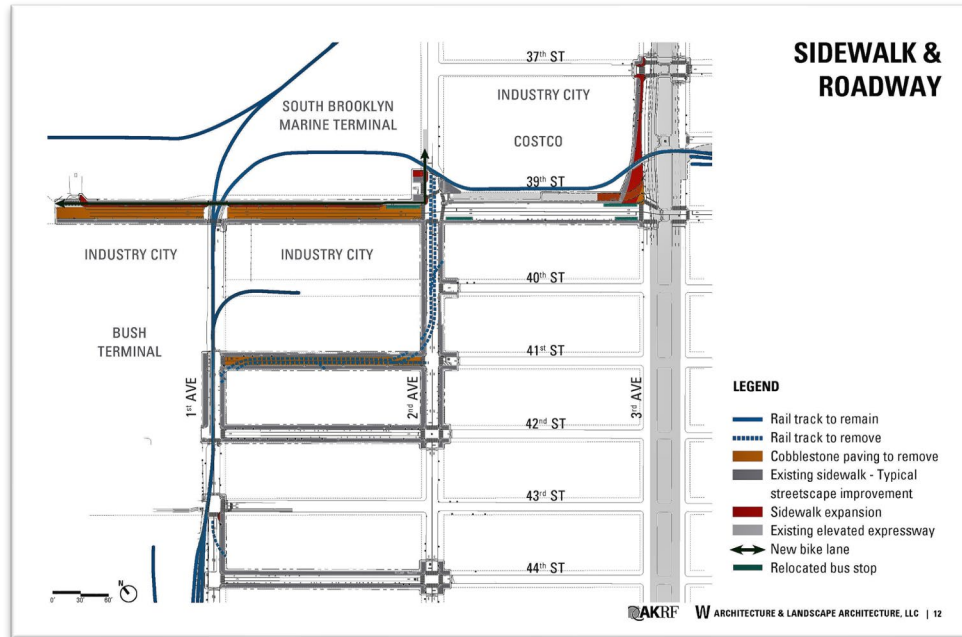 SIDEWALK &
ROADWAY
37th ST
INDUSTRY CITY
SOUTH BROOKLYN
MARINE TERMINAL
COSTCO
39th ST
INDUSTRY CITY
INDUSTRY CITY
40th ST
BUSH
TERMINAL
41st ST
1st AVE
2nd AVE
3rd AVE
42nd ST
43rd ST
44th ST
LEGEND
Rail track to remain
Rail track to remove
Cobblestone paving to remove
Existing sidewalk - Typical
streetscape improvement
Sidewalk expansion
Existing elevated expressway
New bike lane
Relocated bus stop
0' 30' 60'
N
AKRF W ARCHITECTURE & LANDSCAPE ARCHITECTURE, LLC | 12